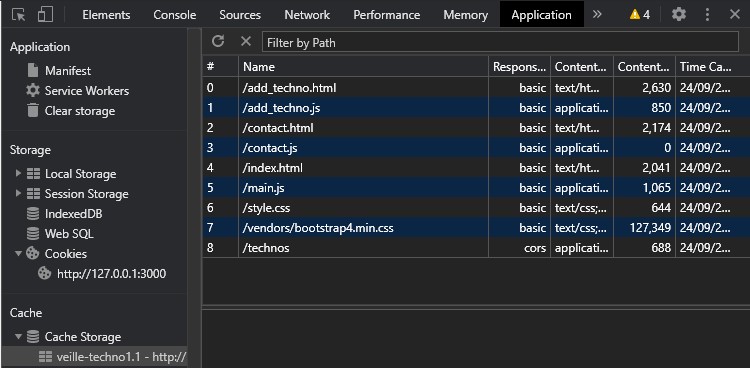 Elements Console Sources Network Performance Memory Application » 4
Application
Manifest
Service Workers
Clear storage
Storage
Local Storage
Session Storage
IndexedDB
Web SQL
Cookies
http://127.0.0.1:3000
Cache
Cache Storage
veille-techno1.1 - http://
Filter by Path
# Name Respons... Content... Content... Time Ca...
0 /add_techno.html basic text/ht... 2,630 24/09/2...
1 /add_techno.js basic applicati... 850 24/09/2...
2 /contact.html basic text/ht... 2,174 24/09/2...
3 /contact.js basic applicati... 0 24/09/2...
4 /index.html basic text/ht... 2,041 24/09/2...
5 /main.js basic applicati... 1,065 24/09/2...
6 /style.css basic text/css;... 644 24/09/2...
7 /vendors/bootstrap4.min.css basic text/css;... 127,349 24/09/2...
8 /technos cors applicati... 688 24/09/2...